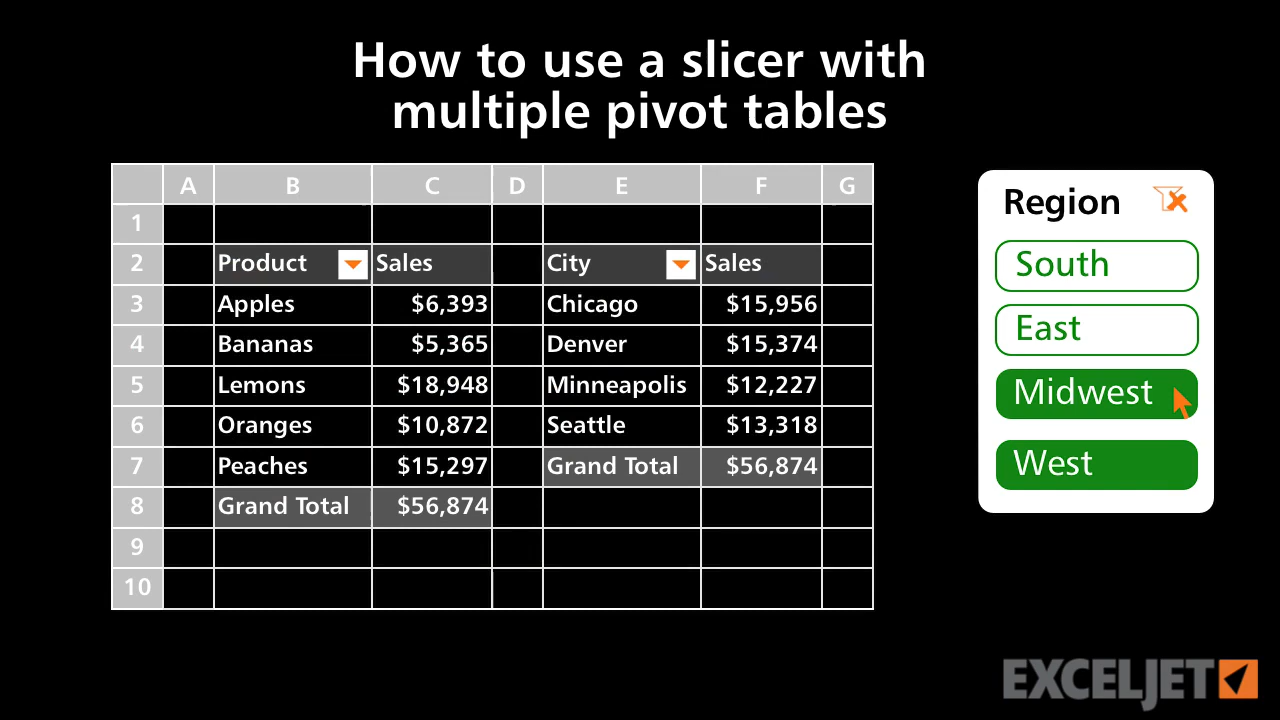 How to use a slicer with
multiple pivot tables
A B C D E F G
1
2 Product Sales City Sales
3 Apples $6,393 Chicago $15,956
4 Bananas $5,365 Denver $15,374
5 Lemons $18,948 Minneapolis $12,227
6 Oranges $10,872 Seattle $13,318
7 Peaches $15,297 Grand Total $56,874
8 Grand Total $56,874
9
10
Region
South
East
Midwest
West
EXCELJET